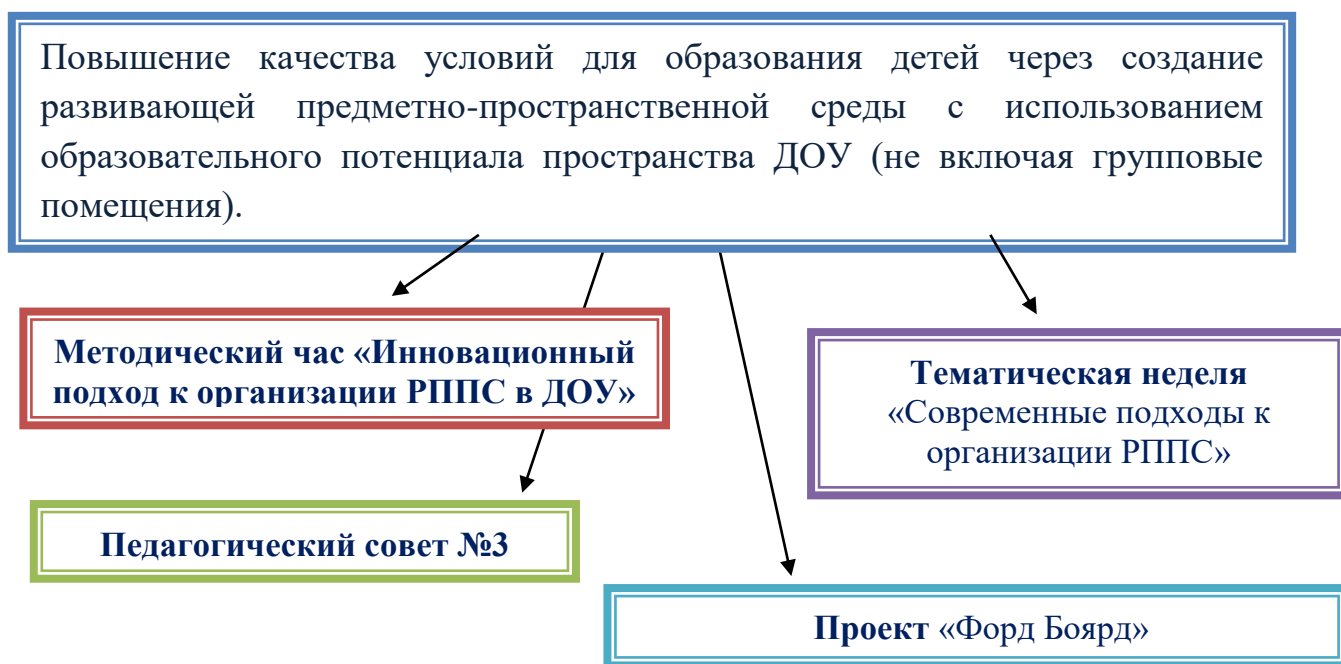 Повышение качества условий для образования детей через создание
развивающей предметно-пространственной среды с использованием
образовательного потенциала пространства ДОУ (не включая групповые
помещения).
Методический час «Инновационный
подход к организации РППС в ДОУ»
Тематическая неделя
«Современные подходы к
организации РППС»
Педагогический совет №3
Проект «Форд Боярд»